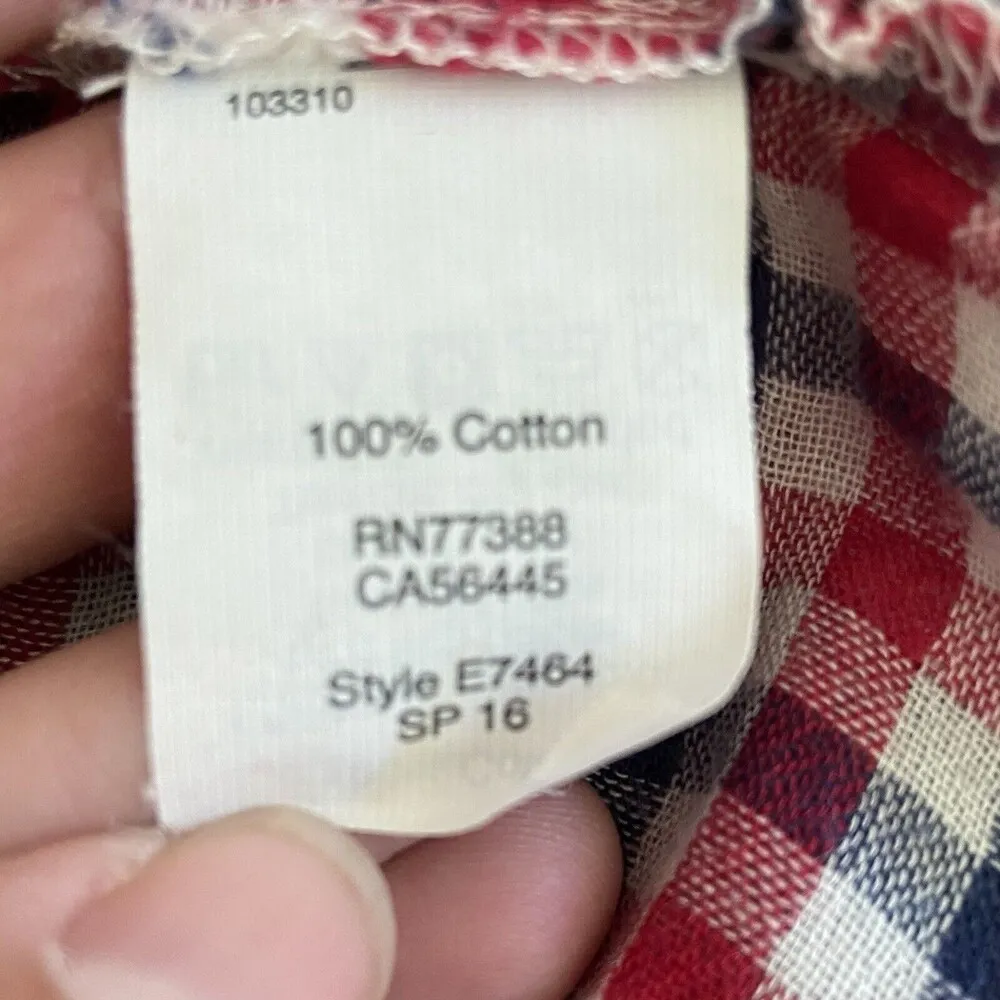 103310
100% Cotton
RN77388
CA56445
Style E7464
SP 16